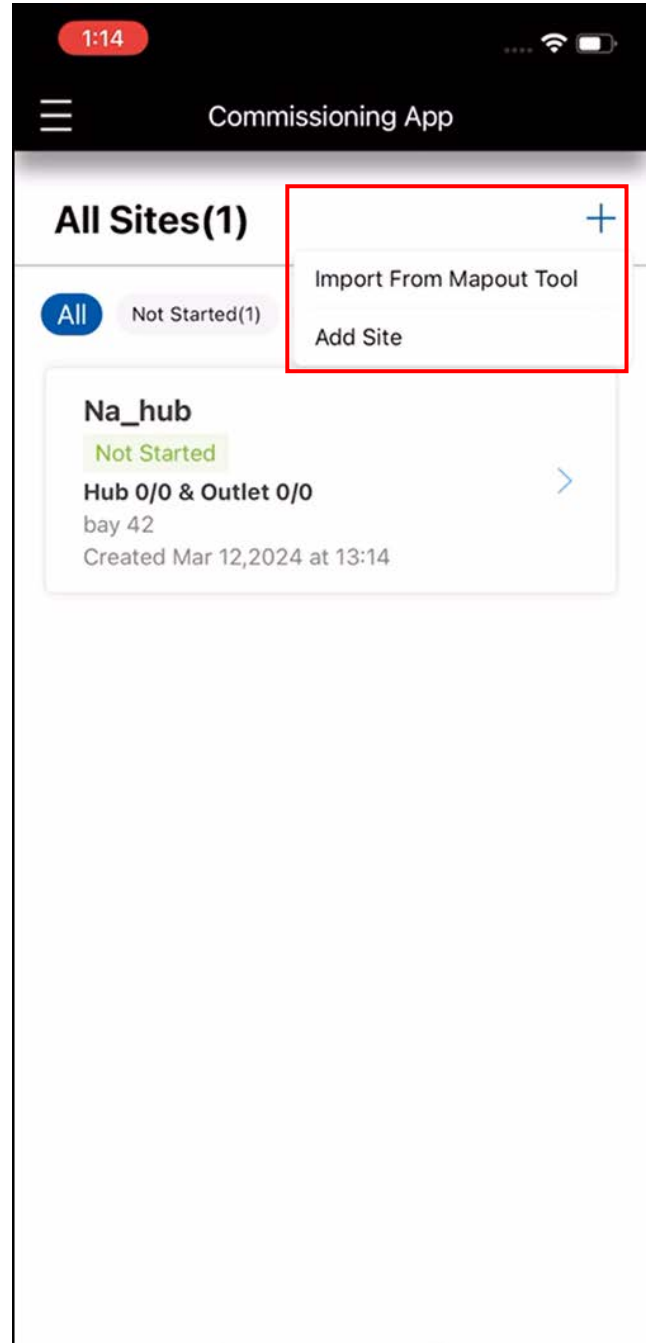 1:14
Commissioning App
All Sites(1)
Import From Mapout Tool
All
Not Started(1)
Add Site
Na_hub
Not Started
Hub 0/0 & Outlet 0/0
bay 42
Created Mar 12,2024 at 13:14